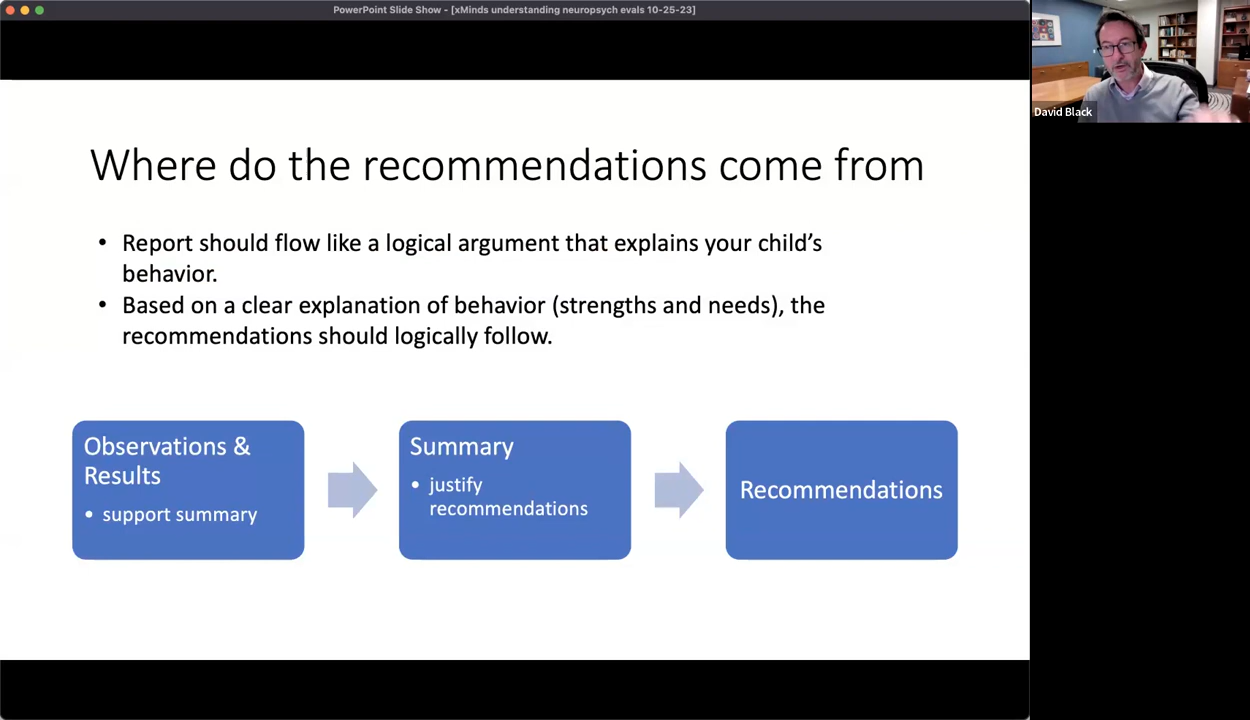 PowerPoint Slide Show - [xMinds understanding neuropsych evals 10-25-23]
David Black
Where do the recommendations come from
• Report should flow like a logical argument that explains your child’s
behavior.
• Based on a clear explanation of behavior (strengths and needs), the
recommendations should logically follow.
Observations &
Results
• support summary
Summary
• justify
recommendations
Recommendations